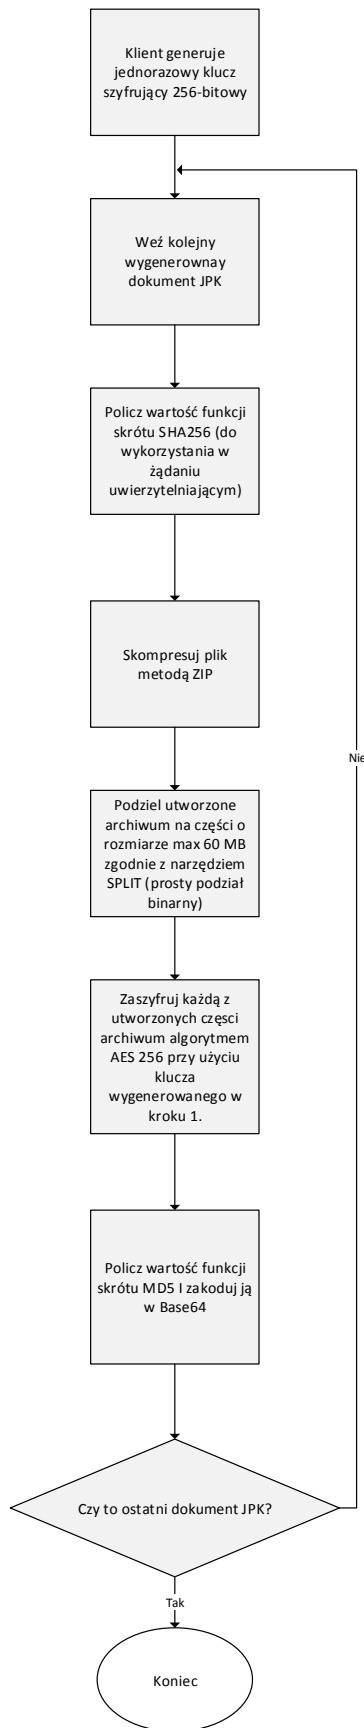 Klient generuje
jednorazowy klucz
szyfrujący 256-bitowy
Weź kolejny
wygenerownay
dokument JPK
Policz wartość funkcji
skrótu SHA256 (do
wykorzystania w
żądaniu
uwierzytelniającym)
Skompresuj plik
metodą ZIP
Nie
Podziel utworzone
archiwum na części o
rozmiarze max 60 MB
zgodnie z narzędziem
SPLIT (prosty podział
binarny)
Zaszyfruj każdą z
utworzonych częsci
archiwum algorytmem
AES 256 przy użyciu
klucza
wygenerowanego w
kroku 1.
Policz wartość funkcji
skrótu MD5 I zakoduj ją
w Base64
Czy to ostatni dokument JPK?
Tak
Koniec